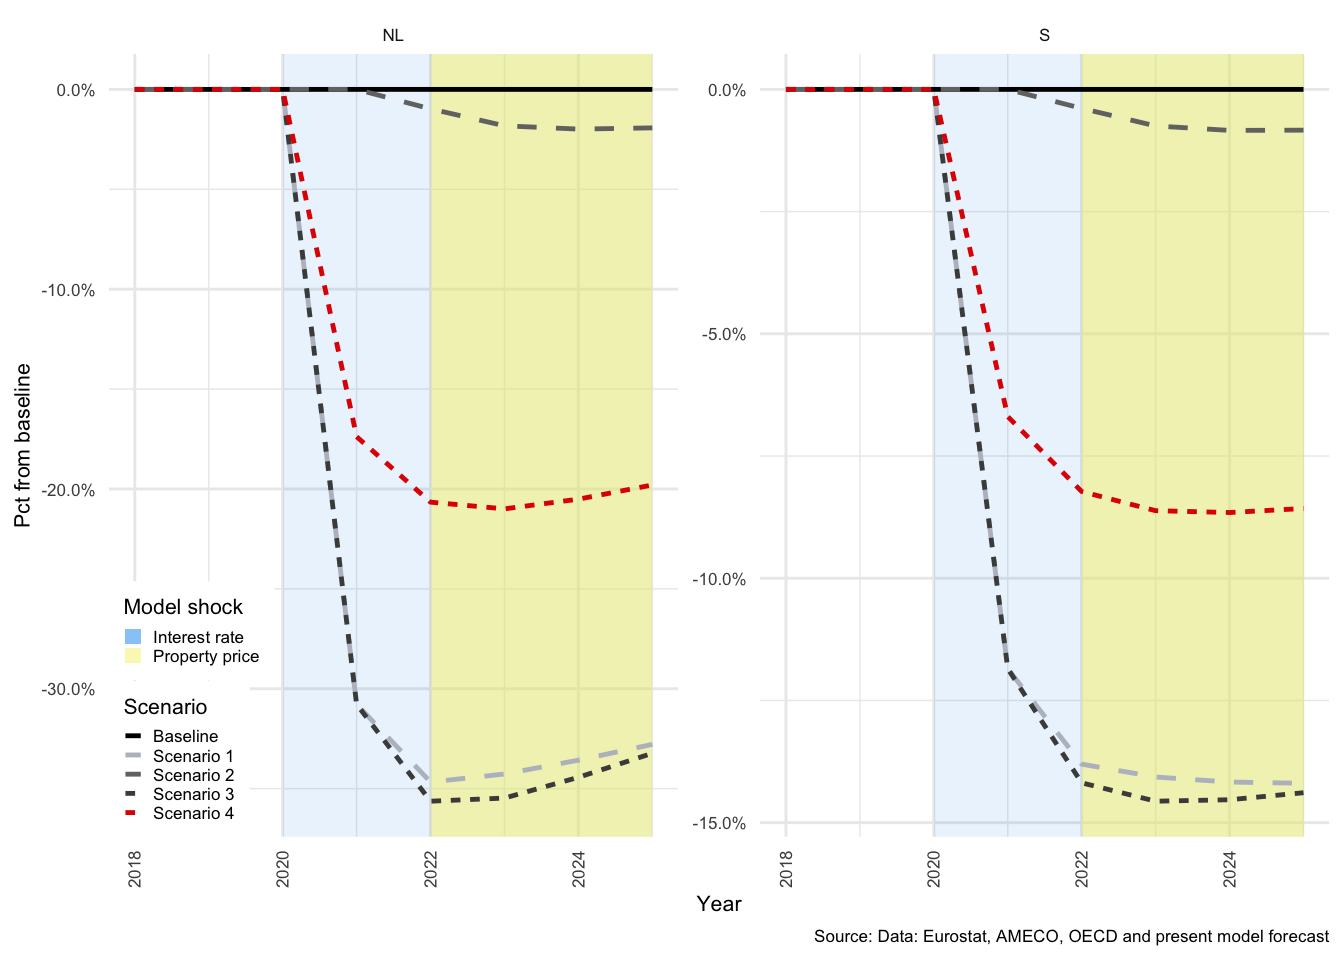 NL
S
0.0%
-10.0%
-20.0%
-30.0%
0.0%
-5.0%
-10.0%
-15.0%
Pct from baseline
Model shock
Interest rate
Property price
Scenario
Baseline
Scenario 1
Scenario 2
Scenario 3
Scenario 4
2018
2020
2022
2024
2018
2020
2022
2024
Year
Source: Data: Eurostat, AMECO, OECD and present model forecast